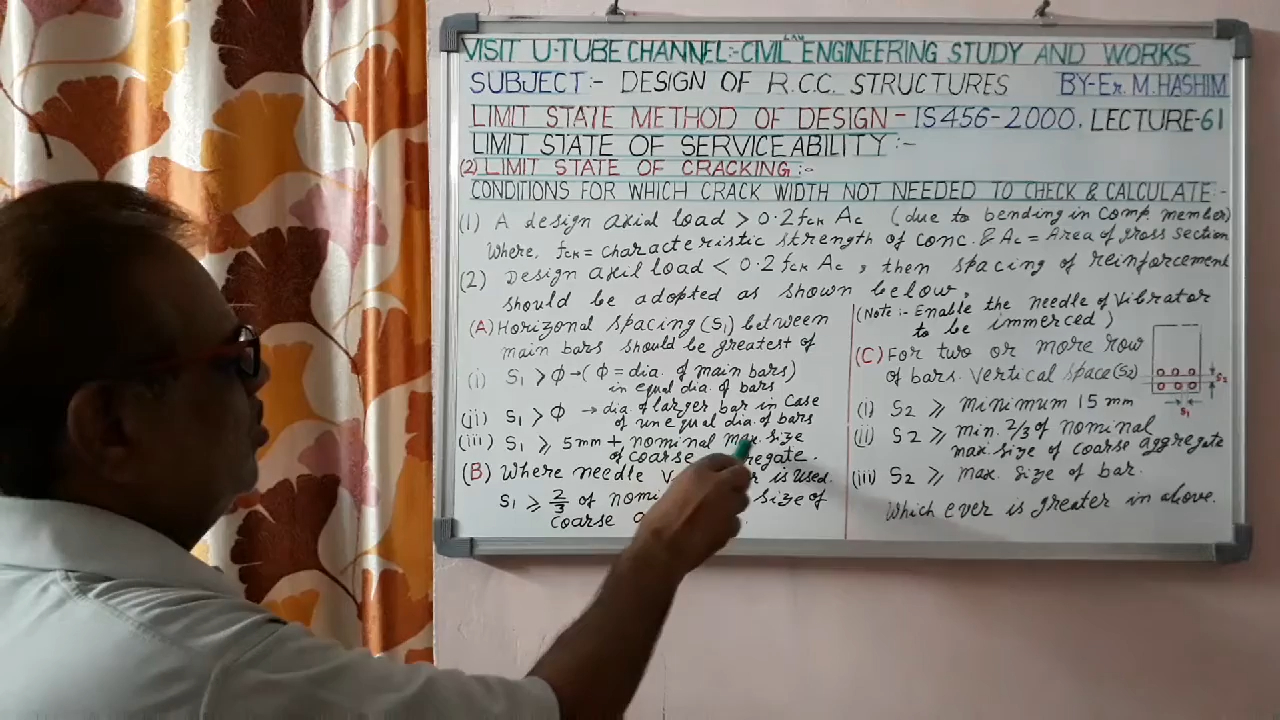 VISIT U-TUBE CHANNEL:-CIVIL ENGINEERING STUDY AND WORKS
SUBJECT:- DESIGN OF R.C.C. STRUCTURES BY-Er. M.HASHIM
LIMIT STATE METHOD OF DESIGN-IS456-2000. LECTURE-61
LIMIT STATE OF SERVICEABILITY:-
(2) LIMIT STATE OF CRACKING:-
CONDITIONS FOR WHICH CRACK WIDTH NOT NEEDED TO CHECK & CALCULATE:-
(1) A design axial load > 0.2 fck Ac (due to bending in comp. member)
Where, fck = characteristic strength of conc. & Ac = Area of gross section
(2) Design axil load < 0.2 fck Ac, then spacing of reinforcement
should be adopted as shown below,
(A) Horizonal spacing (S1) between
main bars should be greatest of
(i) S1 > φ → (φ = dia. of main bars)
in equal dia. of bars
(ii) S1 > φ → dia. of larger bar in case
of unequal dia. of bars
(iii) S1 ≥ 5mm + nominal max. size
of coarse aggregate.
(B) Where needle is used.
S1 ≥ 2/3 of size of
coarse
(Note:- Enable the needle of vibrator
to be immerced)
(C) For two or more row
of bars. Vertical space (S2)
(i) S2 ≥ minimum 15 mm
(ii) S2 ≥ min. 2/3 of nominal
max. size of coarse aggregate
(iii) S2 ≥ max. size of bar.
Which ever is greater in above.
S2
S1